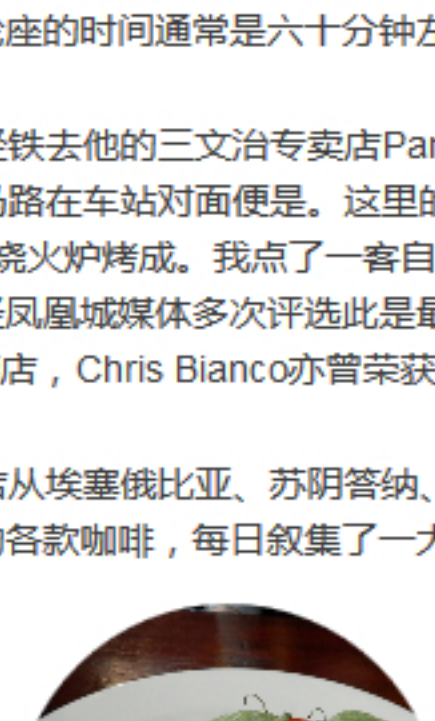 座的时间通常是六十分钟
铁去他的三文治专卖店Par
路在车站对面便是。这里的
烧火炉烤成。我点了一客自
凤凰城媒体多次评选此是最
店，Chris Bianco亦曾荣获
从埃塞俄比亚、苏阴答纳、
各款咖啡，每日叙集了一大